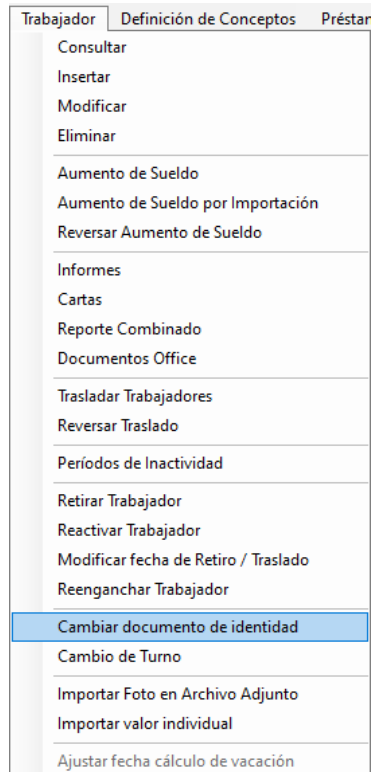 Trabajador Definición de Conceptos Préstan
Consultar
Insertar
Modificar
Eliminar
Aumento de Sueldo
Aumento de Sueldo por Importación
Reversar Aumento de Sueldo
Informes
Cartas
Reporte Combinado
Documentos Office
Trasladar Trabajadores
Reversar Traslado
Períodos de Inactividad
Retirar Trabajador
Reactivar Trabajador
Modificar fecha de Retiro / Traslado
Reenganchar Trabajador
Cambiar documento de identidad
Cambio de Turno
Importar Foto en Archivo Adjunto
Importar valor individual
Ajustar fecha cálculo de vacación